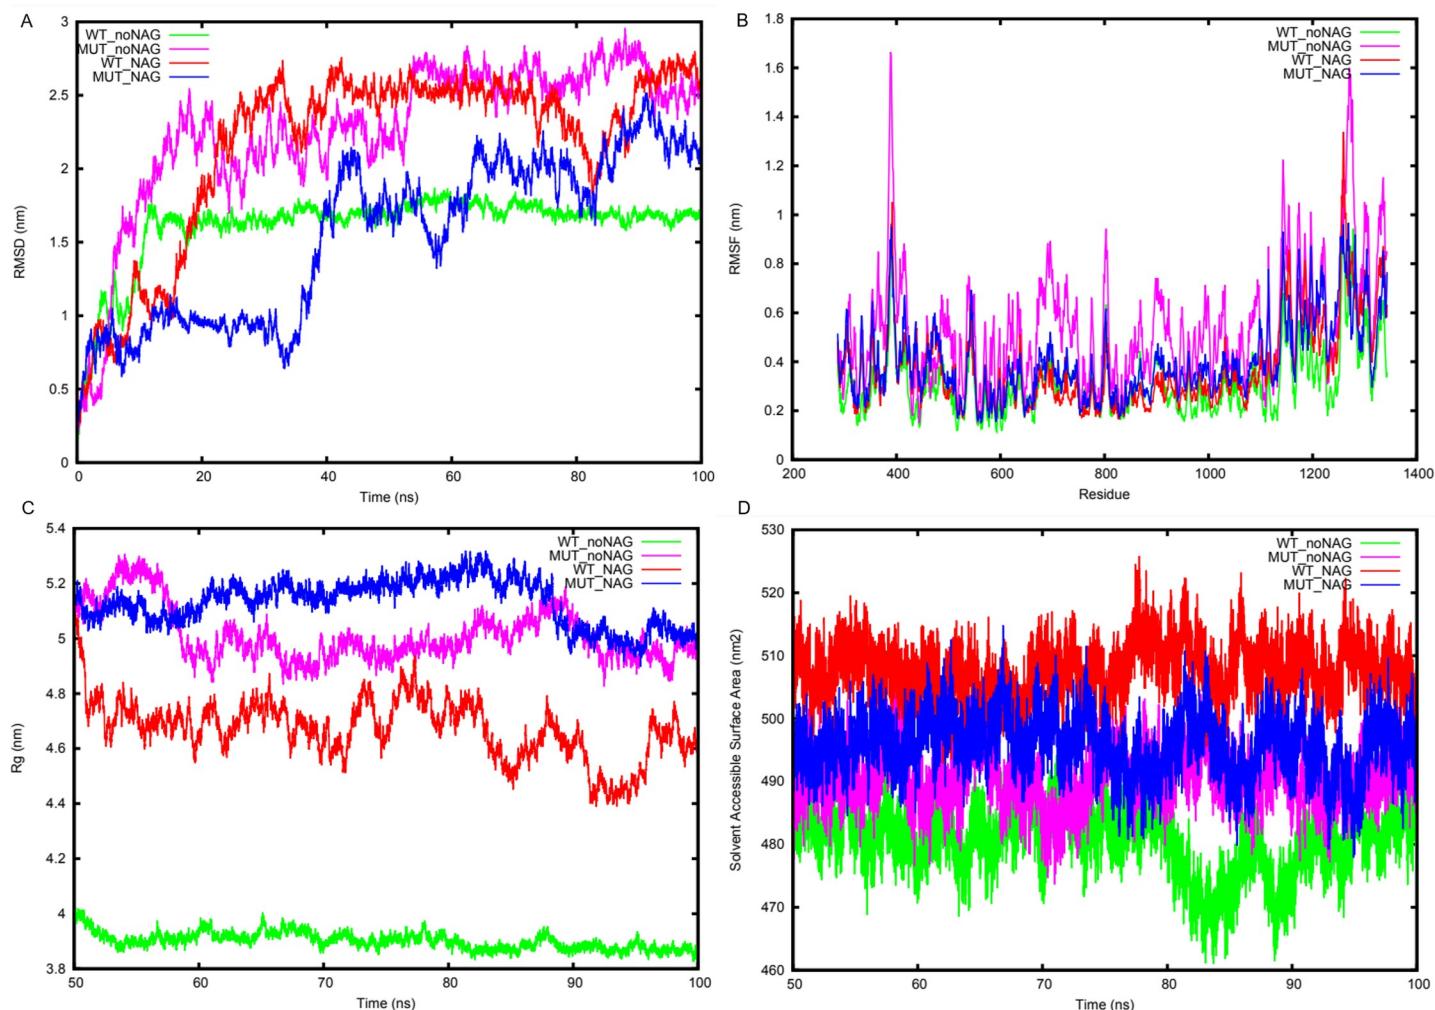 A
3
2.5
2
1.5
1
0.5
0
RMSD (nm)
WT_noNAG
MUT_noNAG
WT_NAG
MUT_NAG
0 20 40 60 80 100
Time (ns)
B
1.8
1.6
1.4
1.2
1
0.8
0.6
0.4
0.2
0
RMSF (nm)
WT_noNAG
MUT_noNAG
WT_NAG
MUT_NAG
200 400 600 800 1000 1200 1400
Residue
C
5.4
5.2
5
4.8
4.6
4.4
4.2
4
3.8
Rg (nm)
WT_noNAG
MUT_noNAG
WT_NAG
MUT_NAG
50 60 70 80 90 100
Time (ns)
D
530
520
510
500
490
480
470
460
Solvent Accessible Surface Area (nm2)
WT_noNAG
MUT_noNAG
WT_NAG
MUT_NAG
50 60 70 80 90 100
Time (ns)